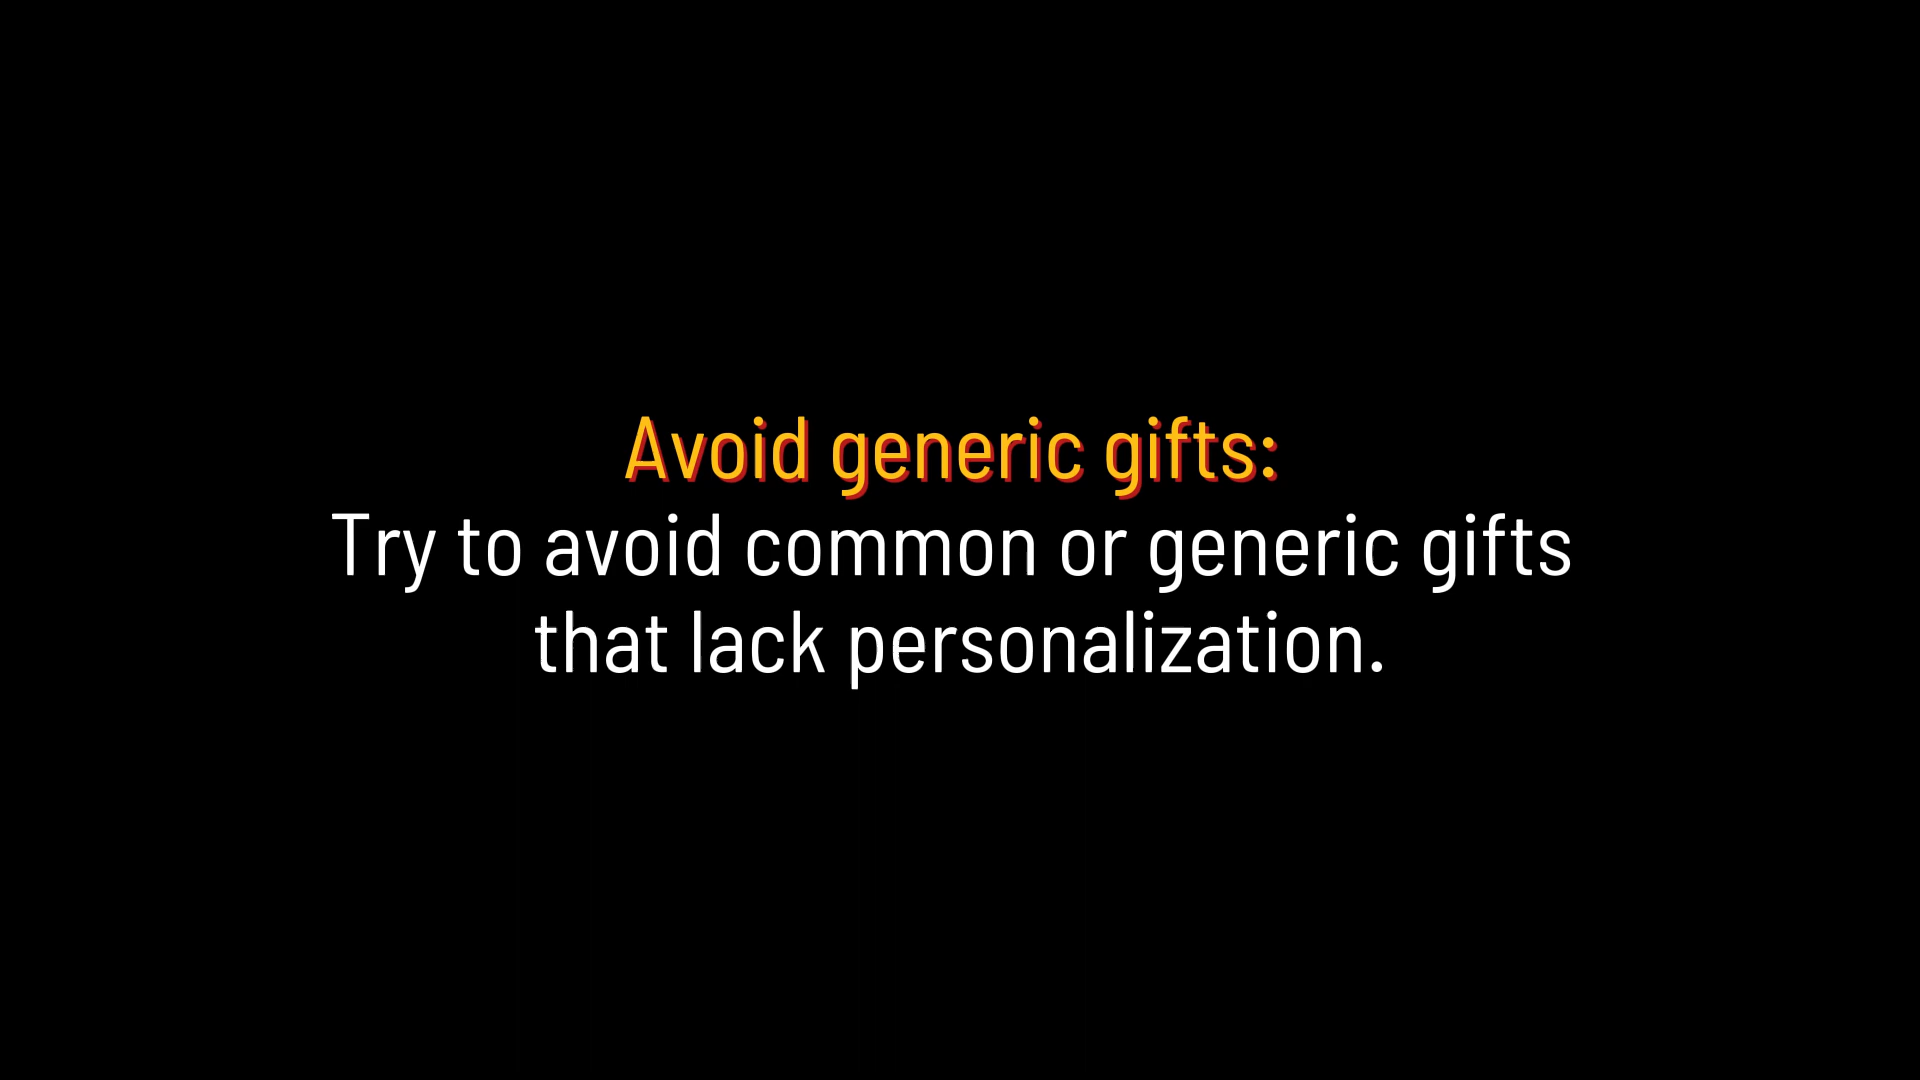 Avoid generic gifts:
Try to avoid common or generic gifts
that lack personalization.